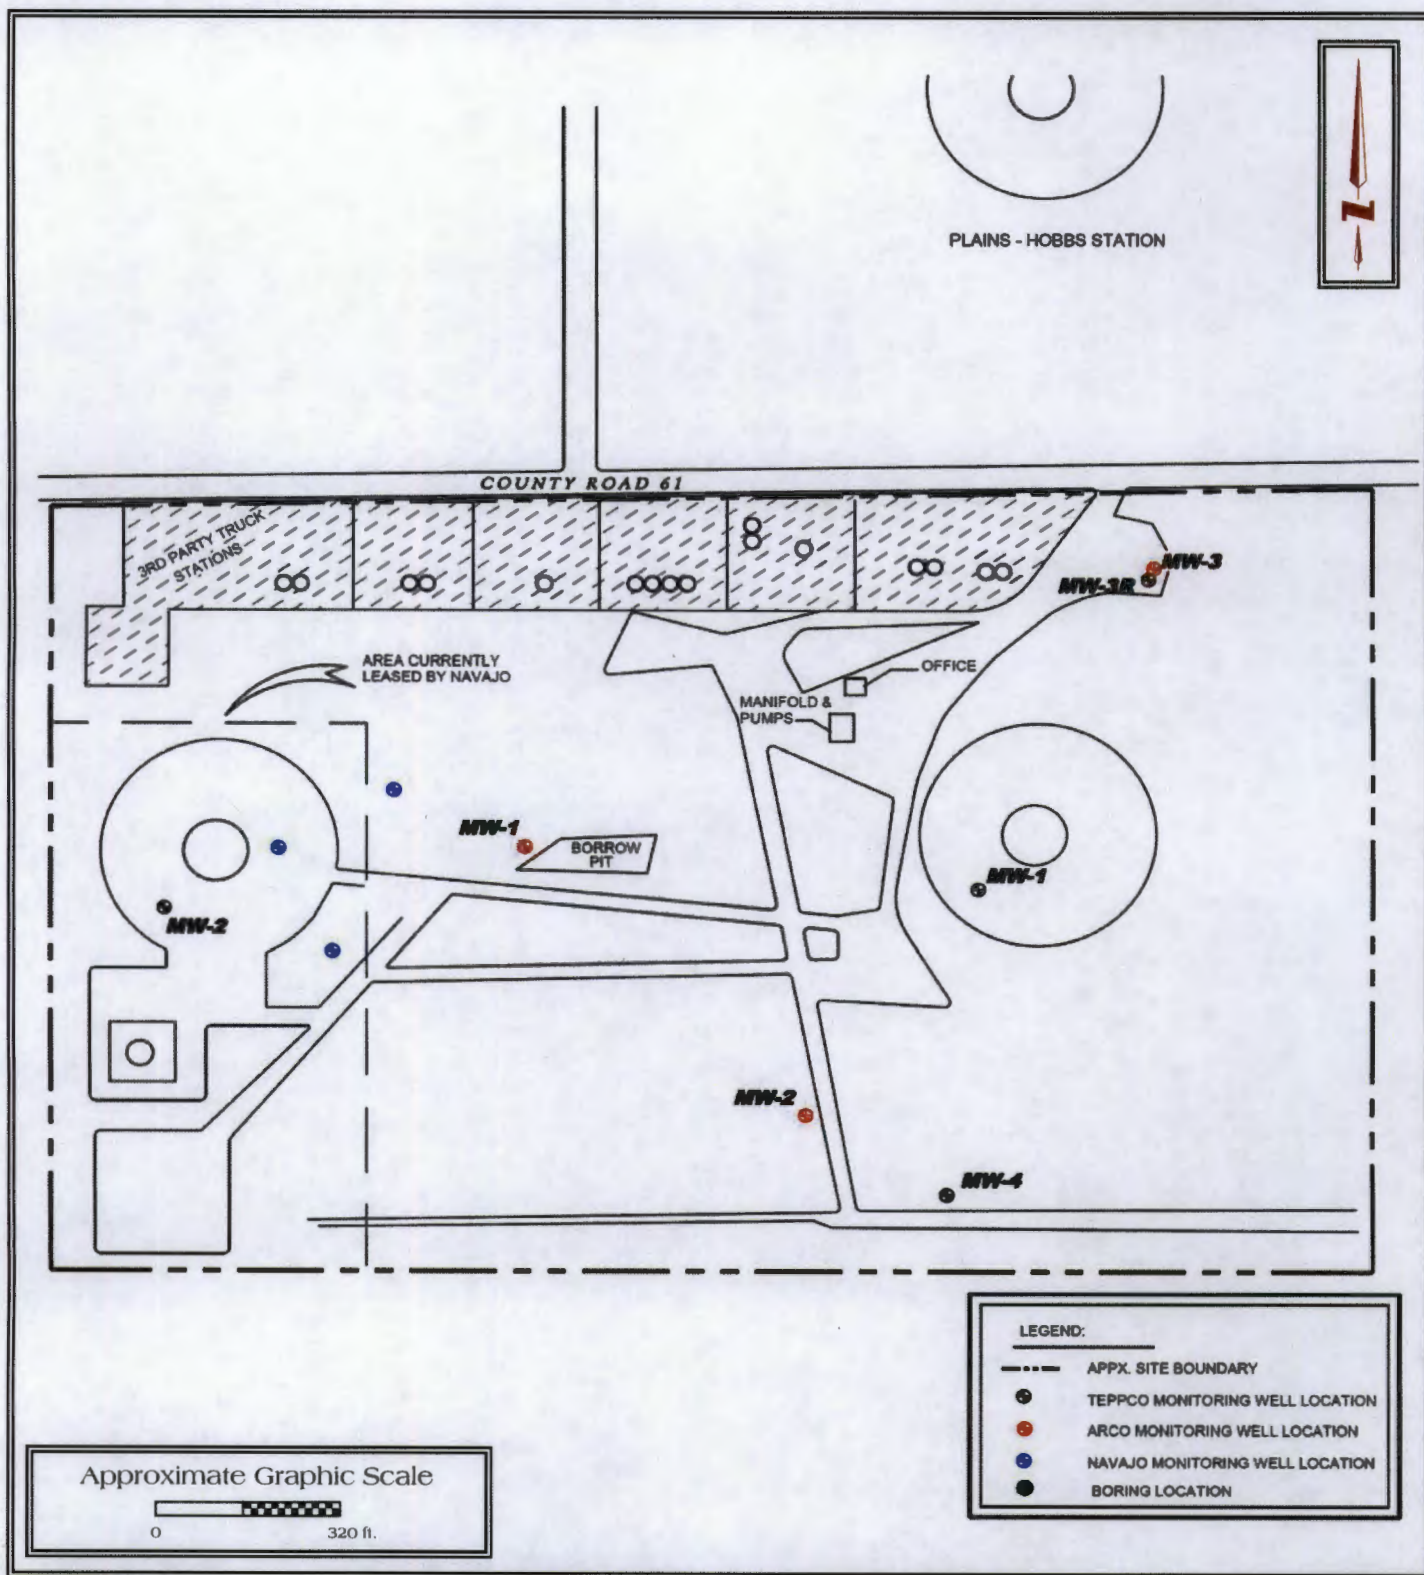 N
PLAINS - HOBBS STATION
COUNTY ROAD 61
3RD PARTY TRUCK
STATIONS
MW-3
MW-3R
AREA CURRENTLY
LEASED BY NAVAJO
OFFICE
MANIFOLD &
PUMPS
MW-1
BORROW
PIT
MW-1
MW-2
MW-2
MW-4
LEGEND:
APPX. SITE BOUNDARY
TEPPCO MONITORING WELL LOCATION
ARCO MONITORING WELL LOCATION
NAVAJO MONITORING WELL LOCATION
BORING LOCATION
Approximate Graphic Scale
0 320 ft.